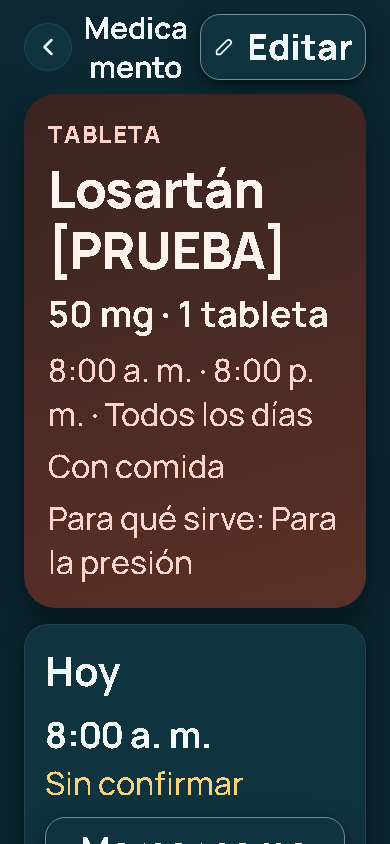 Medica
mento
Editar
TABLETA
Losartán
[PRUEBA]
50 mg · 1 tableta
8:00 a. m. · 8:00 p.
m. · Todos los días
Con comida
Para qué sirve: Para
la presión
Hoy
8:00 a. m.
Sin confirmar